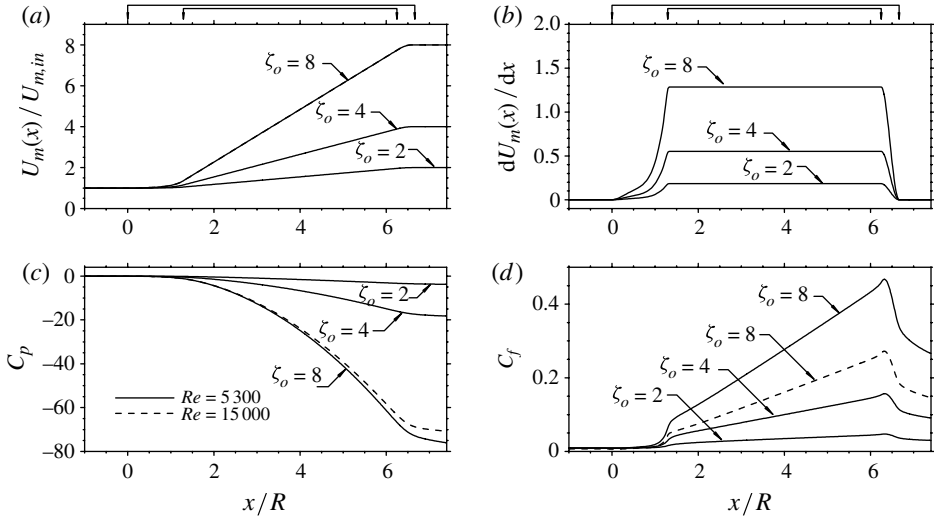 (a)
U_m(x) / U_{m,in}
8
6
4
2
0
ζ_o = 8
ζ_o = 4
ζ_o = 2
0 2 4 6
(b)
dU_m(x) / dx
2.0
1.5
1.0
0.5
0
ζ_o = 8
ζ_o = 4
ζ_o = 2
0 2 4 6
(c)
C_p
0
−20
−40
−60
−80
ζ_o = 2
ζ_o = 4
ζ_o = 8
Re = 5 300
Re = 15 000
0 2 4 6
x/R
(d)
C_f
0.4
0.2
0
ζ_o = 8
ζ_o = 8
ζ_o = 4
ζ_o = 2
0 2 4 6
x/R